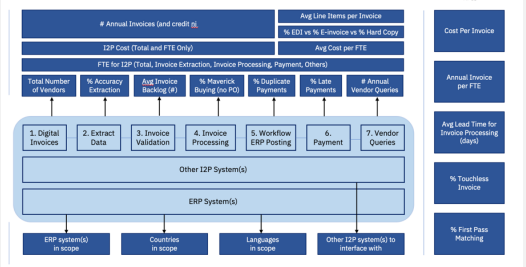 # Annual Invoices (and credit n
Avg Line Items per Invoice
% EDI vs % E-invoice vs % Hard Copy
I2P Cost (Total and FTE Only)
Avg Cost per FTE
FTE for I2P (Total, Invoice Extraction, Invoice Processing, Payment, Others)
Total Number
of Vendors
% Accuracy
Extraction
Avg Invoice
Backlog (#)
% Maverick
Buying (no PO)
% Duplicate
Payments
% Late
Payments
# Annual
Vendor Queries
1. Digital
Invoices
2. Extract
Data
3. Invoice
Validation
4. Invoice
Processing
5. Workflow
ERP Posting
6.
Payment
7. Vendor
Queries
Other I2P System(s)
ERP System(s)
ERP system(s)
in scope
Countries
in scope
Languages
in scope
Other I2P system(s) to
interface with
Cost Per Invoice
Annual Invoice
per FTE
Avg Lead Time for
Invoice Processing
(days)
% Touchless
Invoice
% First Pass
Matching